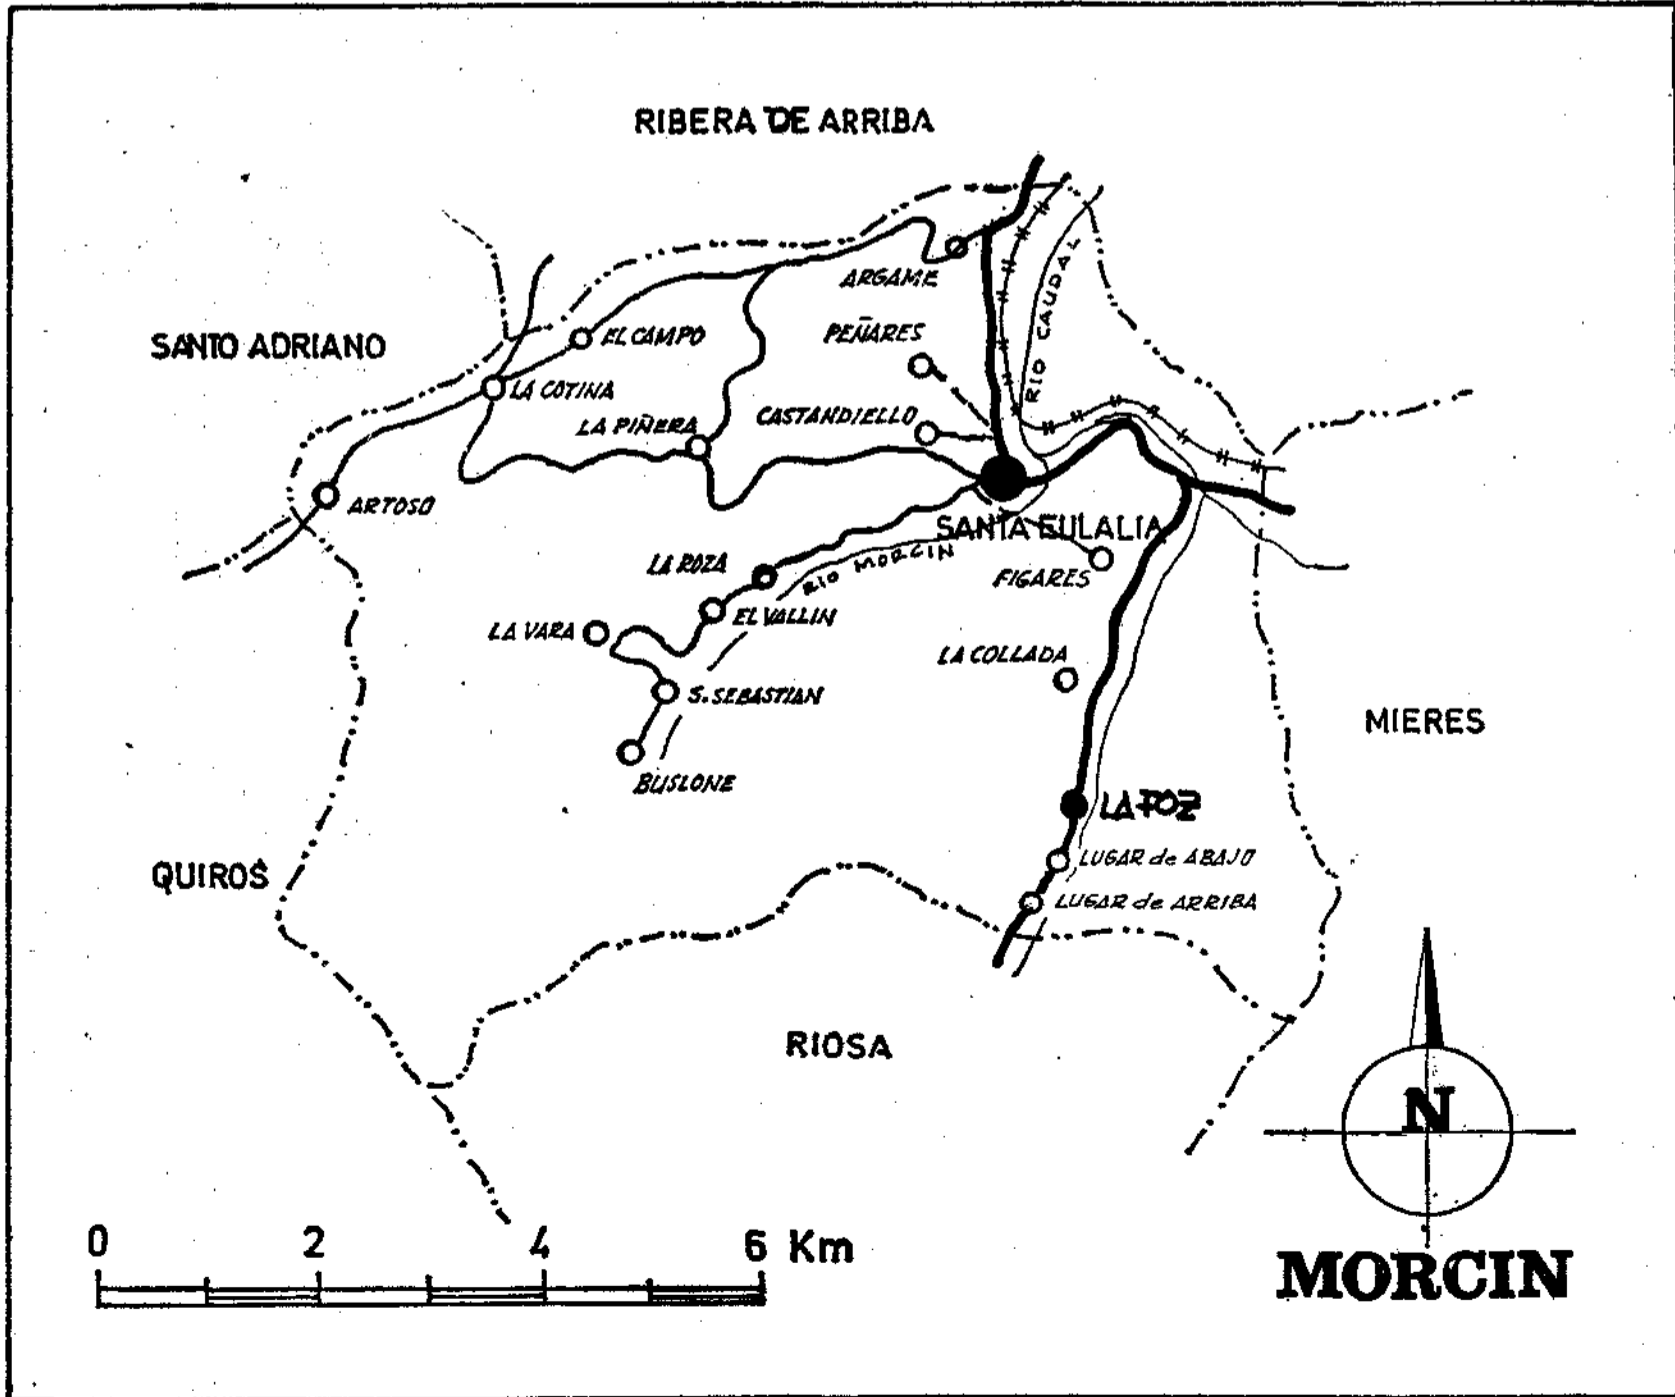 RIBERA DE ARRIBA
ARGAME
RIO CAUDAL
PEÑARES
SANTO ADRIANO
EL CAMPO
LA COTINA
LA PIÑERA
CASTANDIELLO
ARTOSO
SANTA EULALIA
RIO MORCIN
LA ROZA
FIGARES
EL VALLIN
LA VARA
LA COLLADA
S. SEBASTIAN
MIERES
BUSLONE
LA FOZ
LUGAR de ABAJO
QUIROS
LUGAR de ARRIBA
RIOSA
N
0 2 4 6 Km
MORCIN